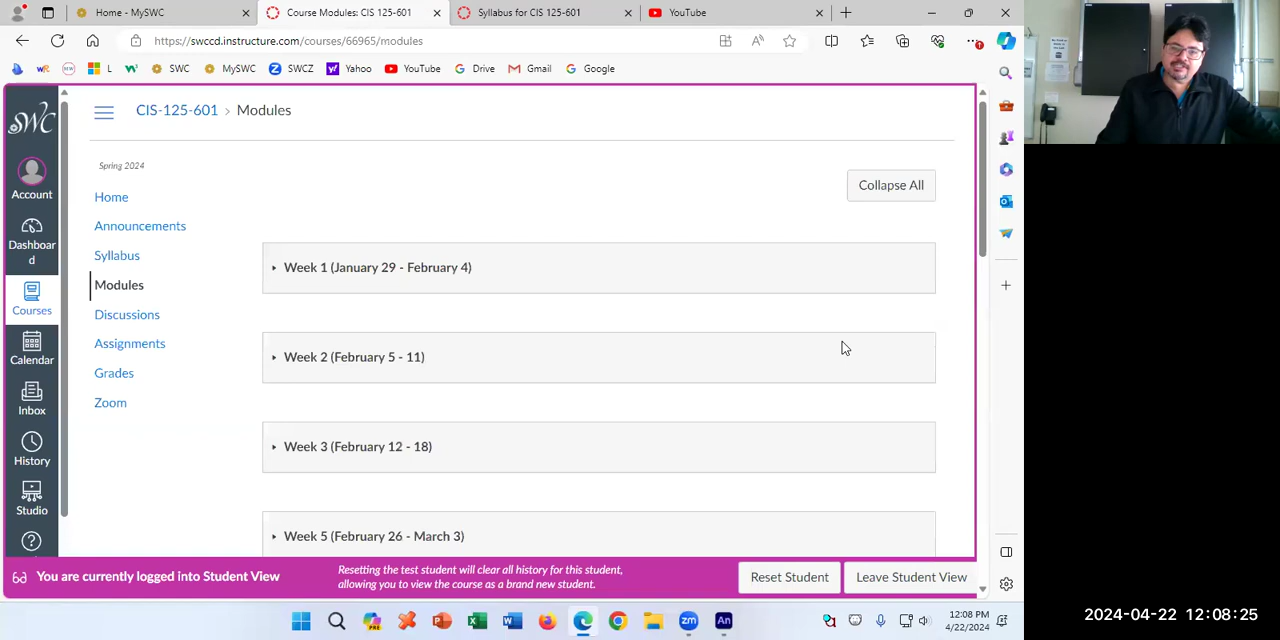 Home - MySWC
Course Modules: CIS 125-601
Syllabus for CIS 125-601
YouTube
https://swccd.instructure.com/courses/66965/modules
L
SWC
MySWC
SWCZ
Yahoo
YouTube
Drive
Gmail
Google
SWC
Account
Dashboar
d
Courses
Calendar
Inbox
History
Studio
CIS-125-601 › Modules
Spring 2024
Home
Announcements
Syllabus
Modules
Discussions
Assignments
Grades
Zoom
Collapse All
Week 1 (January 29 - February 4)
Week 2 (February 5 - 11)
Week 3 (February 12 - 18)
Week 5 (February 26 - March 3)
You are currently logged into Student View
Resetting the test student will clear all history for this student,
allowing you to view the course as a brand new student.
Reset Student
Leave Student View
12:08 PM
4/22/2024
2024-04-22 12:08:25